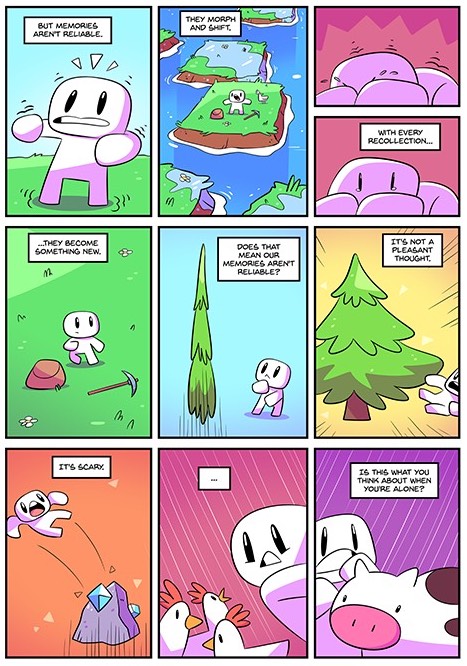 BUT MEMORIES
AREN'T RELIABLE.
THEY MORPH
AND SHIFT.
WITH EVERY
RECOLLECTION...
...THEY BECOME
SOMETHING NEW.
DOES THAT
MEAN OUR
MEMORIES AREN'T
RELIABLE?
IT'S NOT A
PLEASANT
THOUGHT.
IT'S SCARY.
...
IS THIS WHAT YOU
THINK ABOUT WHEN
YOU'RE ALONE?